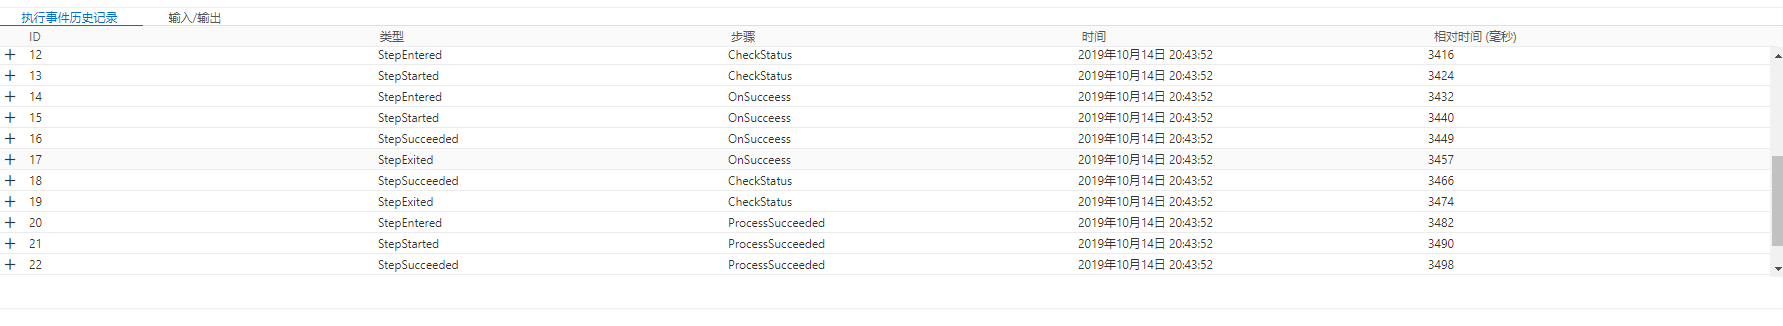 执行事件历史记录 输入/输出
ID 类型 步骤 时间 相对时间 (毫秒)
12 StepEntered CheckStatus 2019年10月14日 20:43:52 3416
13 StepStarted CheckStatus 2019年10月14日 20:43:52 3424
14 StepEntered OnSucceess 2019年10月14日 20:43:52 3432
15 StepStarted OnSucceess 2019年10月14日 20:43:52 3440
16 StepSucceeded OnSucceess 2019年10月14日 20:43:52 3449
17 StepExited OnSucceess 2019年10月14日 20:43:52 3457
18 StepSucceeded CheckStatus 2019年10月14日 20:43:52 3466
19 StepExited CheckStatus 2019年10月14日 20:43:52 3474
20 StepEntered ProcessSucceeded 2019年10月14日 20:43:52 3482
21 StepStarted ProcessSucceeded 2019年10月14日 20:43:52 3490
22 StepSucceeded ProcessSucceeded 2019年10月14日 20:43:52 3498